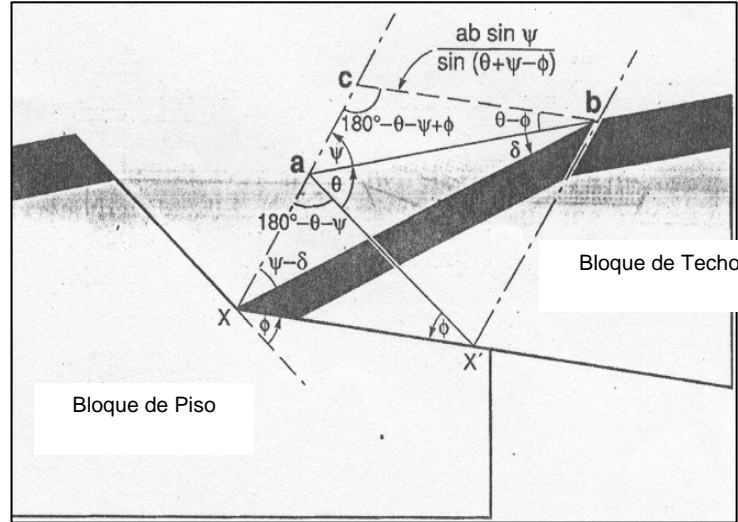 ab sin ψ
sin (θ+ψ−ϕ)
c
b
180°−θ−ψ+ϕ
θ−ϕ
ψ
δ
a
θ
180°−θ−ψ
Bloque de Techo
ψ−δ
X
ϕ
ϕ
X′
Bloque de Piso